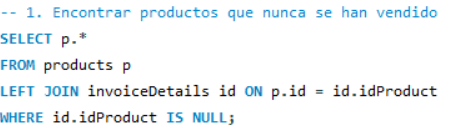 -- 1. Encontrar productos que nunca se han vendido
SELECT p.*
FROM products p
LEFT JOIN invoiceDetails id ON p.id = id.idProduct
WHERE id.idProduct IS NULL;